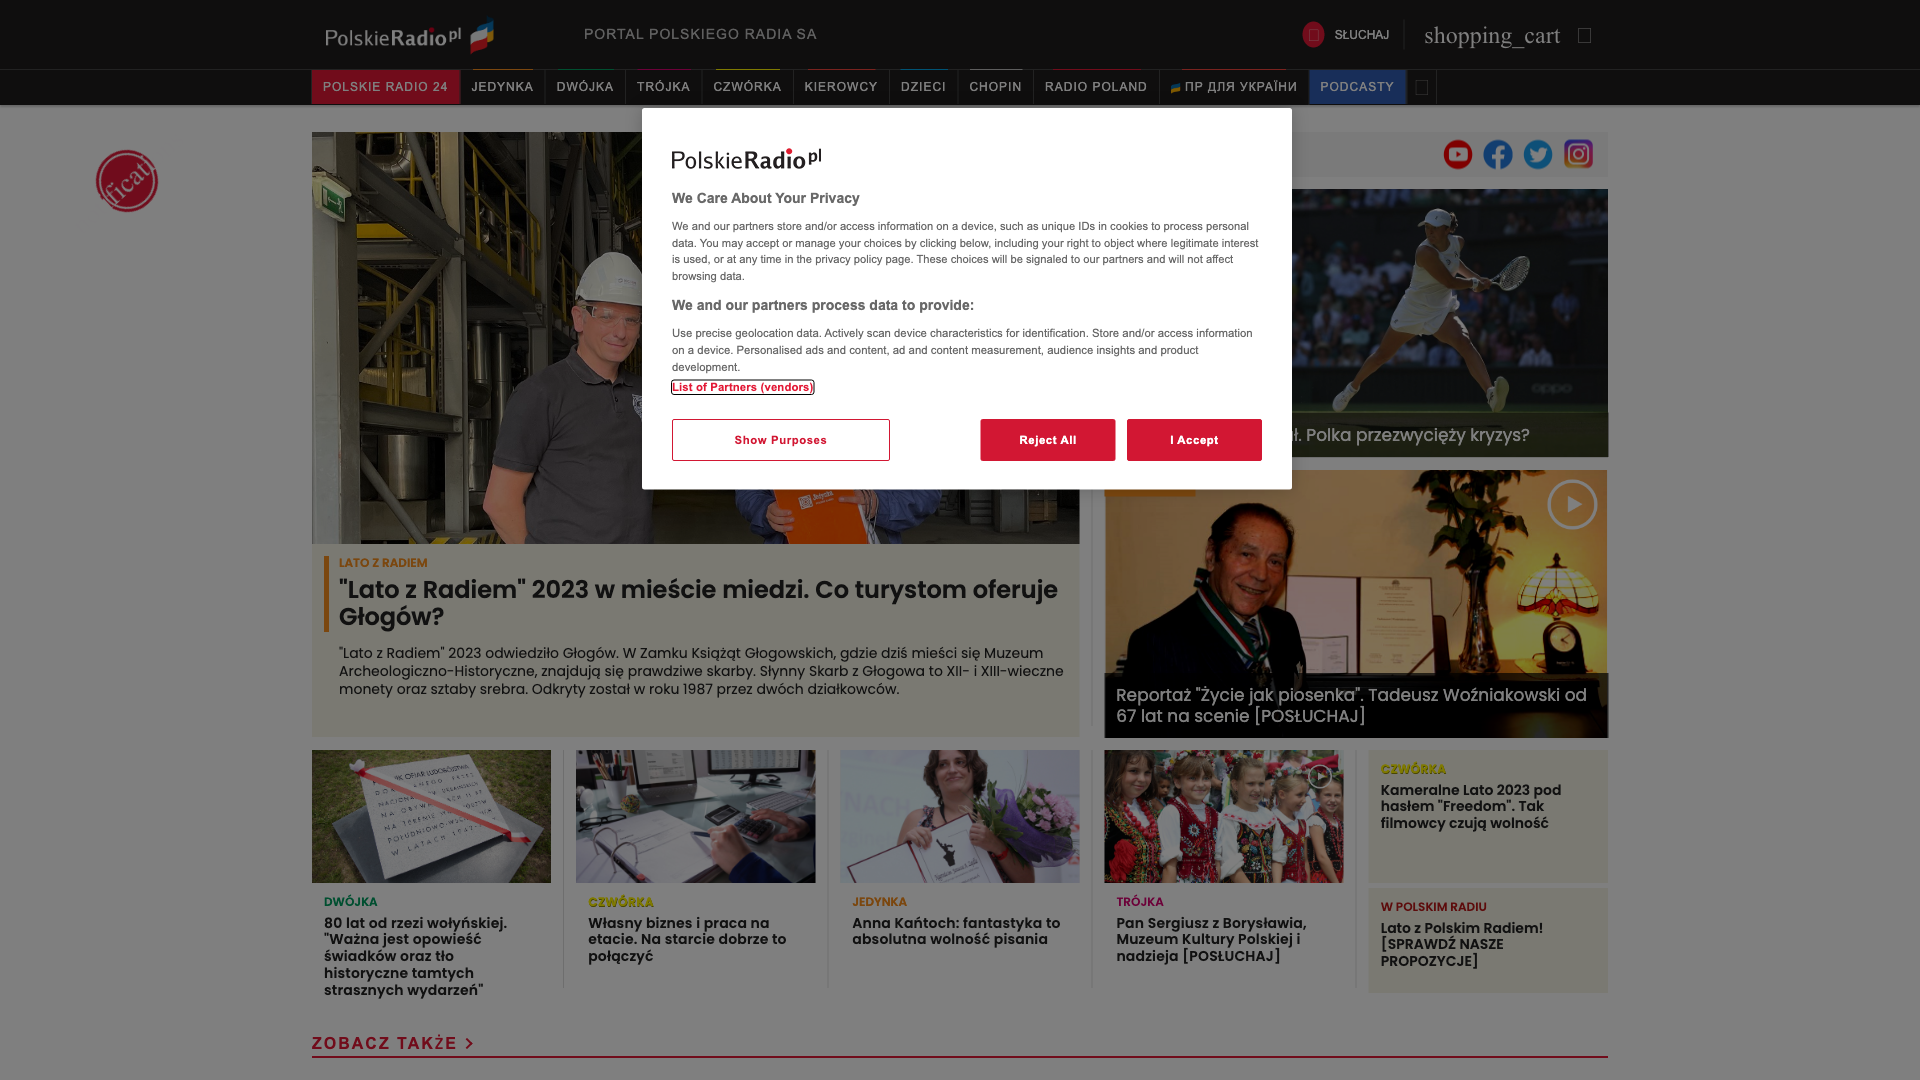 PolskieRadio.pl
PORTAL POLSKIEGO RADIA SA
SŁUCHAJ
shopping_cart
POLSKIE RADIO 24
JEDYNKA
DWÓJKA
TRÓJKA
CZWÓRKA
KIEROWCY
DZIECI
CHOPIN
RADIO POLAND
ПР ДЛЯ УКРАЇНИ
PODCASTY
ficat
PolskieRadio.pl
We Care About Your Privacy
We and our partners store and/or access information on a device, such as unique IDs in cookies to process personal
data. You may accept or manage your choices by clicking below, including your right to object where legitimate interest
is used, or at any time in the privacy policy page. These choices will be signaled to our partners and will not affect
browsing data.
We and our partners process data to provide:
Use precise geolocation data. Actively scan device characteristics for identification. Store and/or access information
on a device. Personalised ads and content, ad and content measurement, audience insights and product
development.
List of Partners (vendors)
Show Purposes
Reject All
I Accept
oppo
ł. Polka przezwycięży kryzys?
Jedynka
LATO Z RADIEM
"Lato z Radiem" 2023 w mieście miedzi. Co turystom oferuje
Głogów?
"Lato z Radiem" 2023 odwiedziło Głogów. W Zamku Książąt Głogowskich, gdzie dziś mieści się Muzeum
Archeologiczno-Historyczne, znajdują się prawdziwe skarby. Słynny Skarb z Głogowa to XII- i XIII-wieczne
monety oraz sztaby srebra. Odkryty został w roku 1987 przez dwóch działkowców.
Reportaż "Życie jak piosenka". Tadeusz Woźniakowski od
67 lat na scenie [POSŁUCHAJ]
OFIAR LUDOBÓJSTWA
W LATACH
DWÓJKA
80 lat od rzezi wołyńskiej.
"Ważna jest opowieść
świadków oraz tło
historyczne tamtych
strasznych wydarzeń"
CZWÓRKA
Własny biznes i praca na
etacie. Na starcie dobrze to
połączyć
NACH
JEDYNKA
Anna Kańtoch: fantastyka to
absolutna wolność pisania
TRÓJKA
Pan Sergiusz z Borysławia,
Muzeum Kultury Polskiej i
nadzieja [POSŁUCHAJ]
CZWÓRKA
Kameralne Lato 2023 pod
hasłem "Freedom". Tak
filmowcy czują wolność
W POLSKIM RADIU
Lato z Polskim Radiem!
[SPRAWDŹ NASZE
PROPOZYCJE]
ZOBACZ TAKŻE >